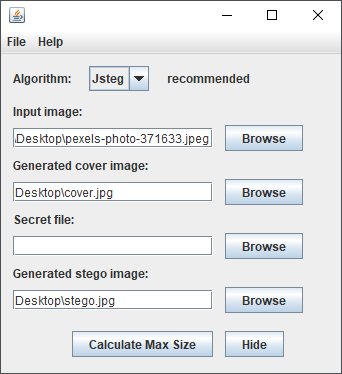 File Help
Algorithm: Jsteg recommended
Input image:
\Desktop\pexels-photo-371633.jpeg Browse
Generated cover image:
Desktop\cover.jpg Browse
Secret file:
Browse
Generated stego image:
Desktop\stego.jpg Browse
Calculate Max Size Hide